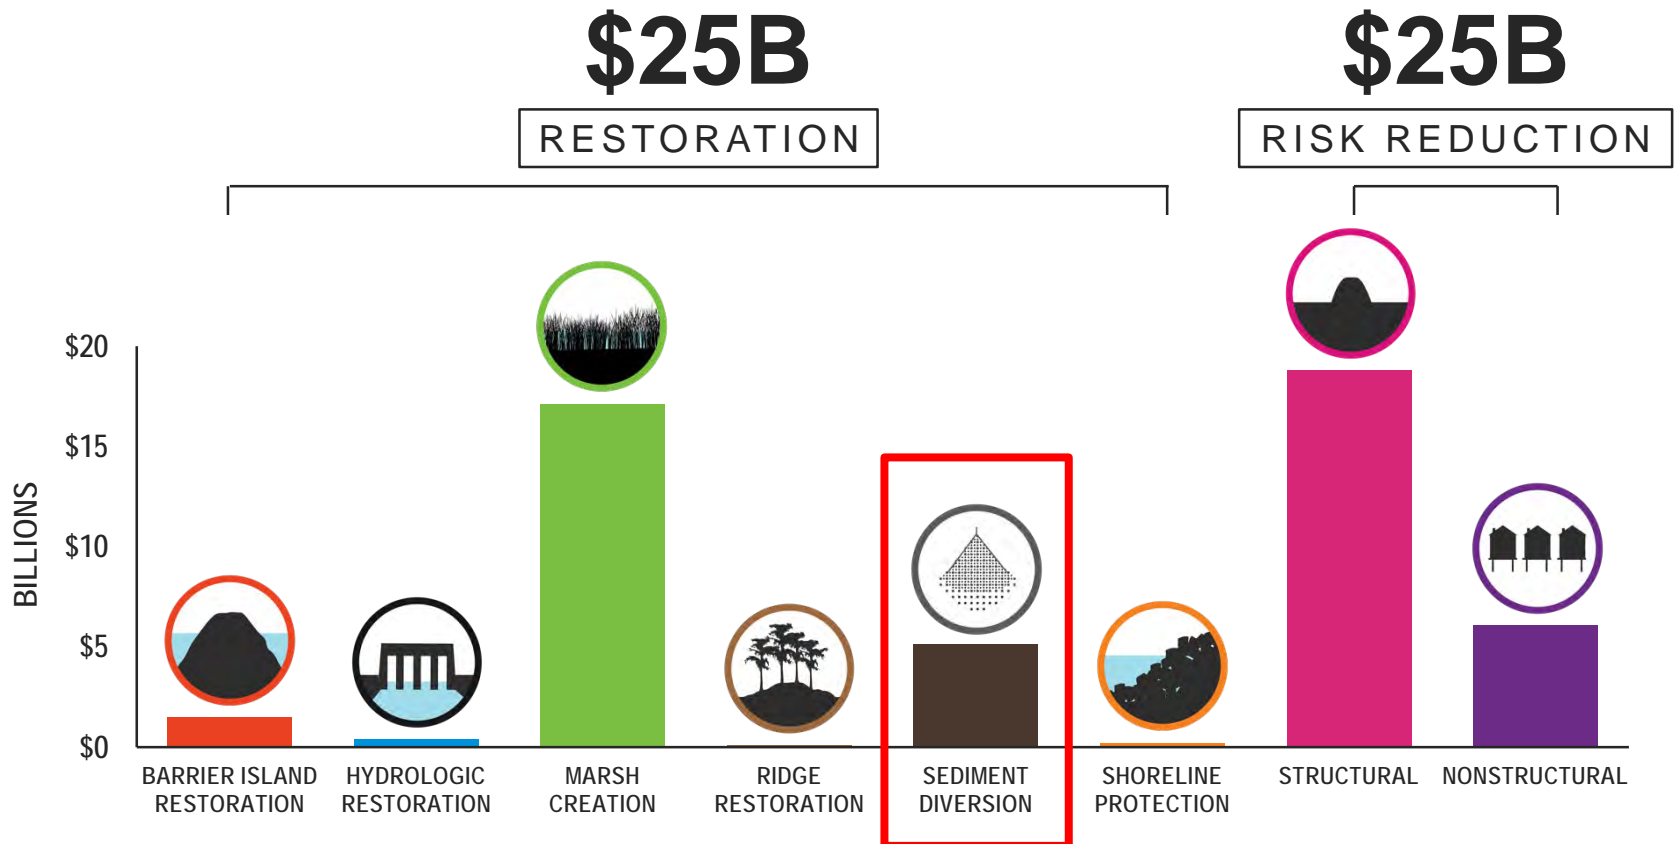 $25B
$25B
RESTORATION
RISK REDUCTION
BILLIONS
$20
$15
$10
$5
$0
BARRIER ISLAND
RESTORATION
HYDROLOGIC
RESTORATION
MARSH
CREATION
RIDGE
RESTORATION
SEDIMENT
DIVERSION
SHORELINE
PROTECTION
STRUCTURAL
NONSTRUCTURAL